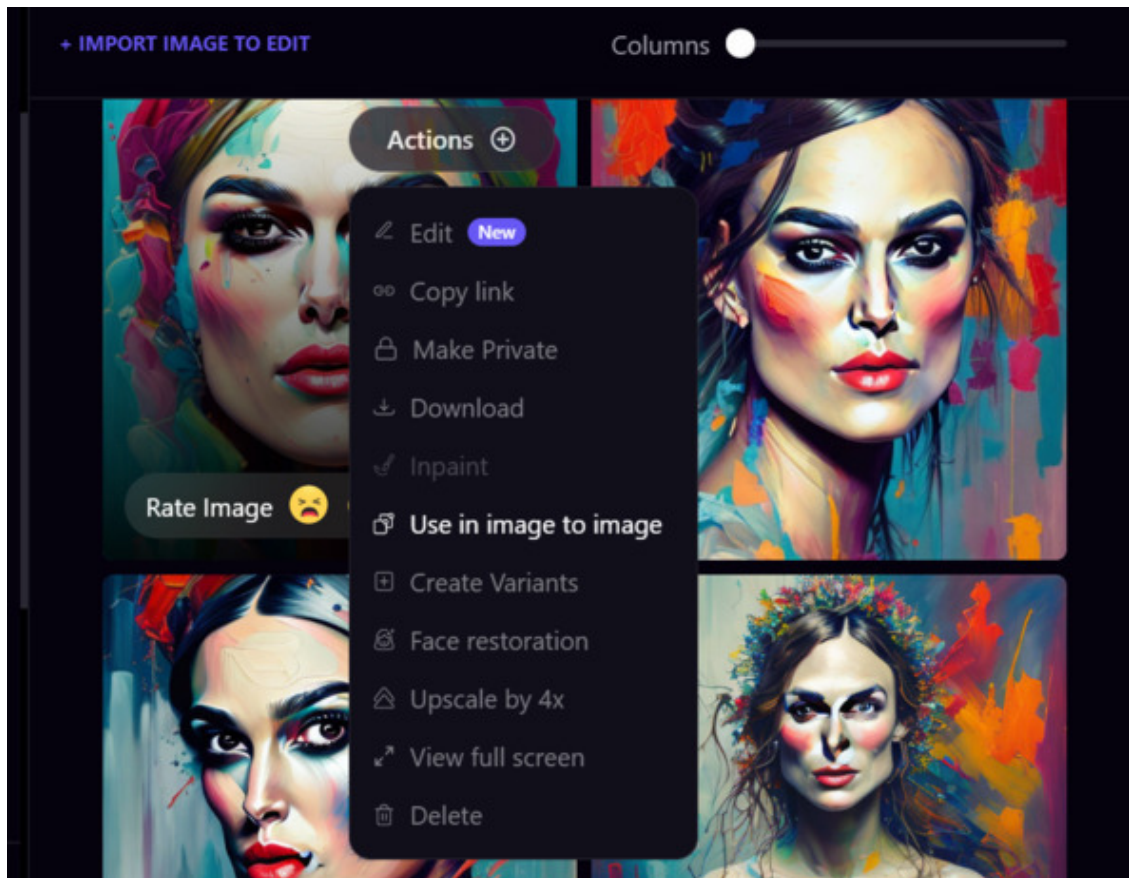 + IMPORT IMAGE TO EDIT
Columns
Actions
Edit New
Copy link
Make Private
Download
Inpaint
Rate Image
Use in image to image
Create Variants
Face restoration
Upscale by 4x
View full screen
Delete